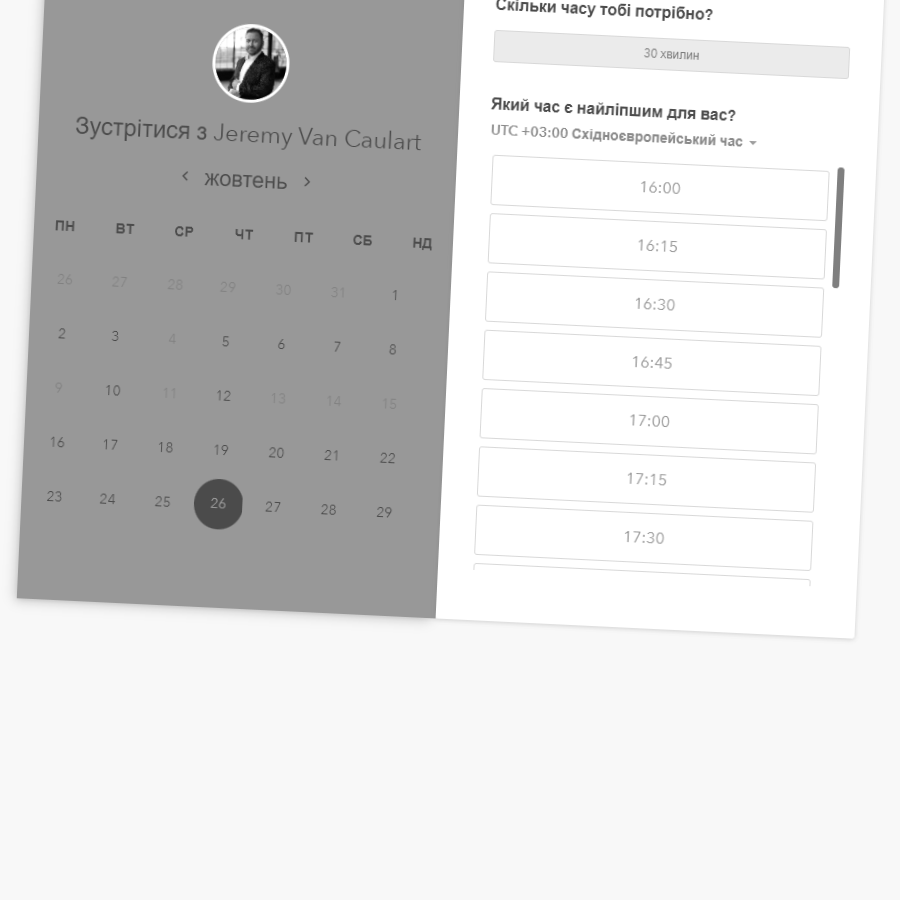 Зустрітися з Jeremy Van Caulart
жовтень
ПН ВТ СР ЧТ ПТ СБ НД
26 27 28 29 30 31 1
2 3 4 5 6 7 8
9 10 11 12 13 14 15
16 17 18 19 20 21 22
23 24 25 26 27 28 29
Скільки часу тобі потрібно?
30 хвилин
Який час є найліпшим для вас?
UTC +03:00 Східноєвропейський час
16:00
16:15
16:30
16:45
17:00
17:15
17:30